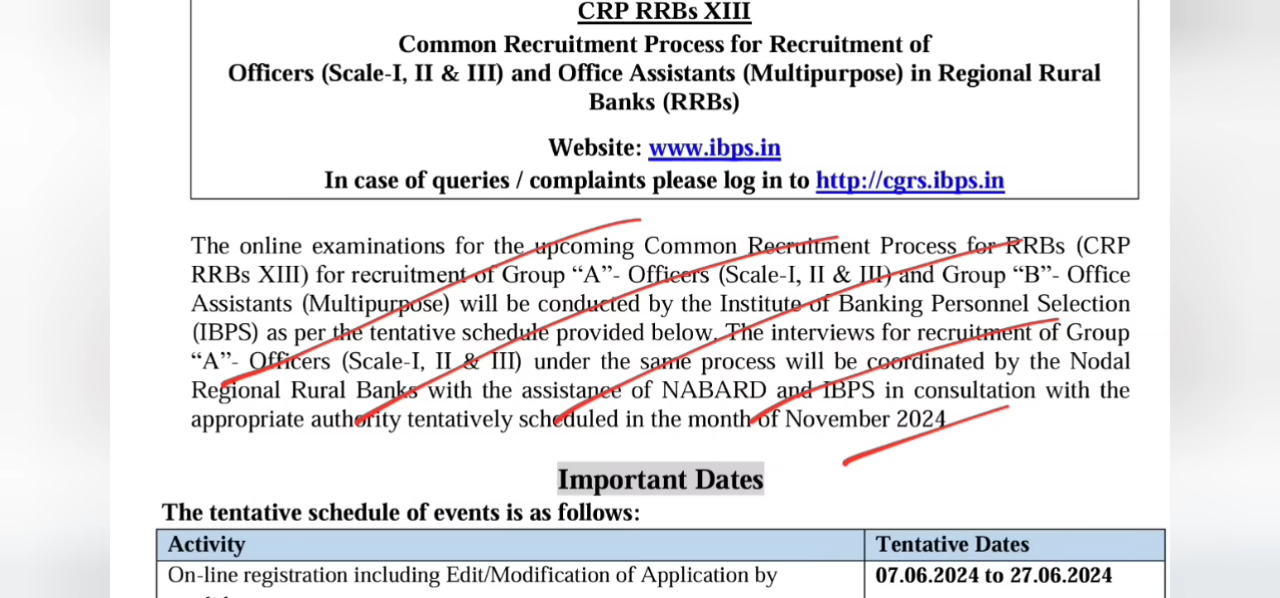 CRP RRBs XIII
Common Recruitment Process for Recruitment of
Officers (Scale-I, II & III) and Office Assistants (Multipurpose) in Regional Rural
Banks (RRBs)
Website: www.ibps.in
In case of queries / complaints please log in to http://cgrs.ibps.in
The online examinations for the upcoming Common Recruitment Process for RRBs (CRP
RRBs XIII) for recruitment of Group “A”- Officers (Scale-I, II & III) and Group “B”- Office
Assistants (Multipurpose) will be conducted by the Institute of Banking Personnel Selection
(IBPS) as per the tentative schedule provided below. The interviews for recruitment of Group
“A”- Officers (Scale-I, II & III) under the same process will be coordinated by the Nodal
Regional Rural Banks with the assistance of NABARD and IBPS in consultation with the
appropriate authority tentatively scheduled in the month of November 2024
Important Dates
The tentative schedule of events is as follows:
Activity Tentative Dates
On-line registration including Edit/Modification of Application by 07.06.2024 to 27.06.2024